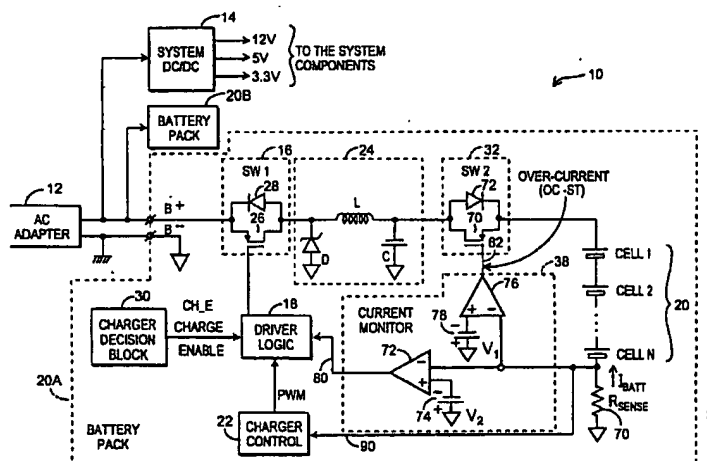 14
SYSTEM
DC/DC
12V
5V
3.3V
TO THE SYSTEM
COMPONENTS
10
20B
BATTERY
PACK
12
AC
ADAPTER
B+
B-
16
SW 1
28
26
24
L
D
C
32
SW 2
72
70
82
OVER-CURRENT
(OC-ST)
38
CELL 1
CELL 2
CELL N
20
30
CHARGER
DECISION
BLOCK
CH_E
CHARGE
ENABLE
18
DRIVER
LOGIC
CURRENT
MONITOR
76
+
-
78
-
+
V1
72
-
+
80
74
-
+
V2
IBATT
RSENSE
70
20A
BATTERY
PACK
PWM
22
CHARGER
CONTROL
90